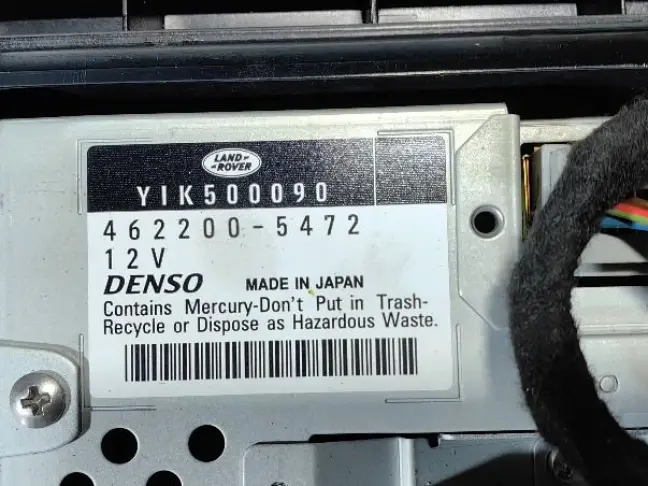 LAND-
-ROVER
YIK500090
462200-5472
12V
DENSO MADE IN JAPAN
Contains Mercury-Don't Put in Trash-
Recycle or Dispose as Hazardous Waste.